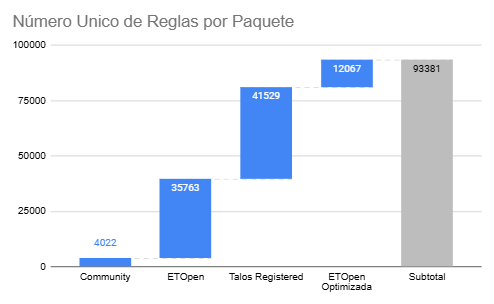 Número Unico de Reglas por Paquete
100000
75000
50000
25000
0
4022
35763
41529
12067
93381
Community
ETOpen
Talos Registered
ETOpen
Optimizada
Subtotal